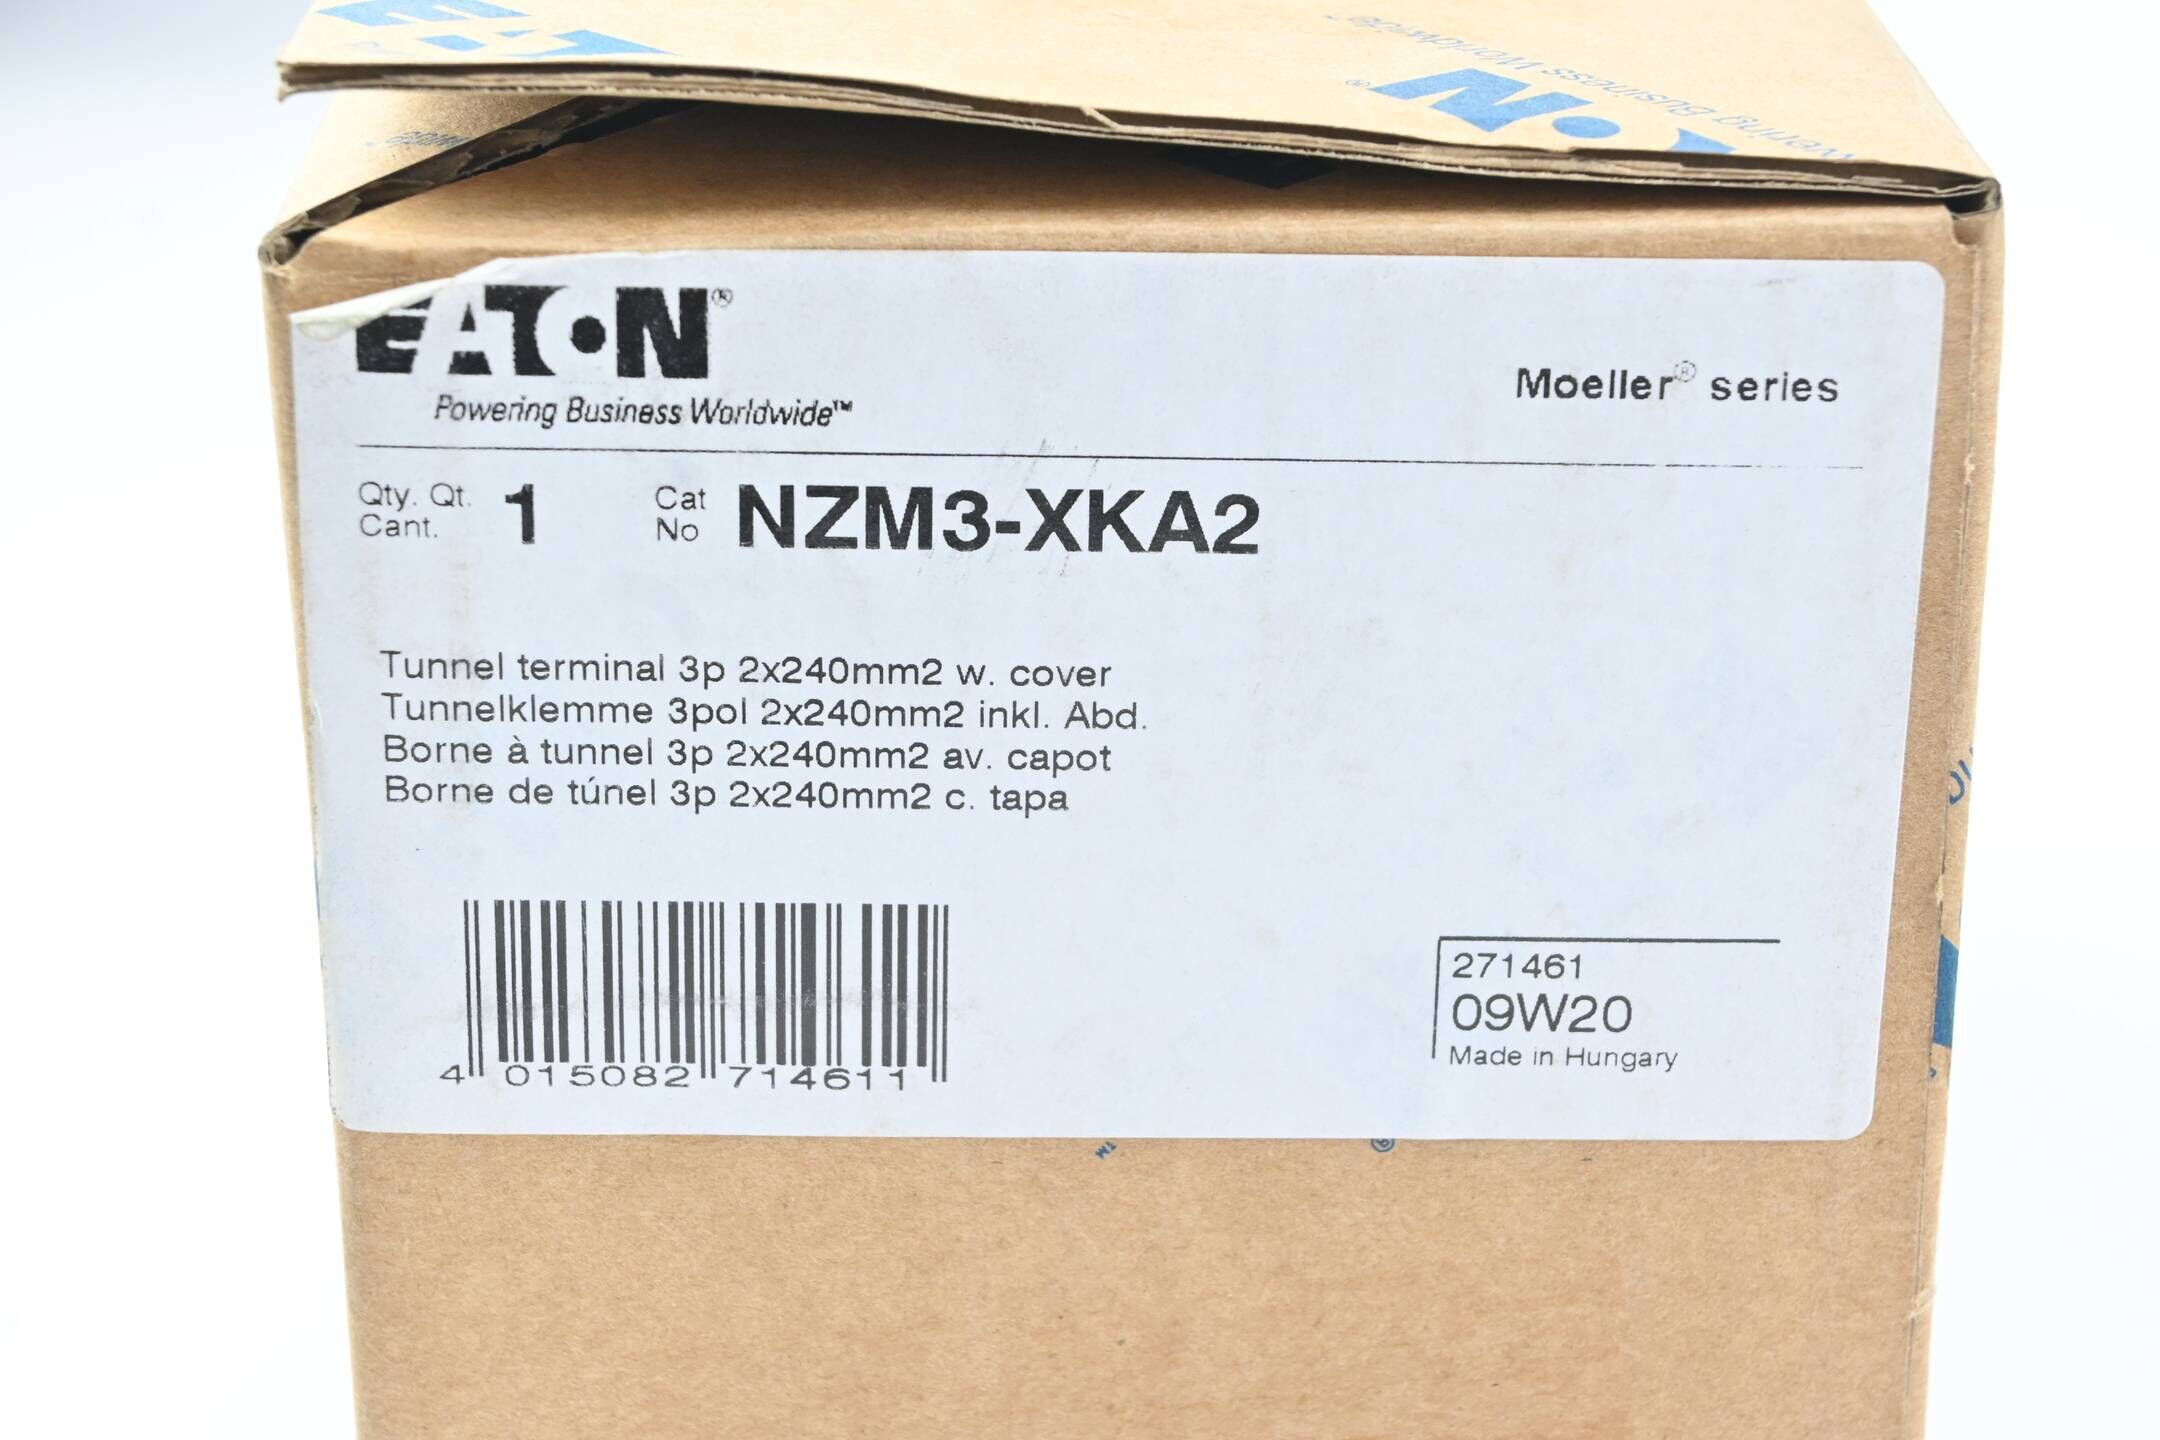 EATON®
Powering Business Worldwide™
Moeller® series
Qty. Qt.
Cant.
1
Cat
No
NZM3-XKA2
Tunnel terminal 3p 2x240mm2 w. cover
Tunnelklemme 3pol 2x240mm2 inkl. Abd.
Borne à tunnel 3p 2x240mm2 av. capot
Borne de túnel 3p 2x240mm2 c. tapa
4 015082 714611
271461
09W20
Made in Hungary